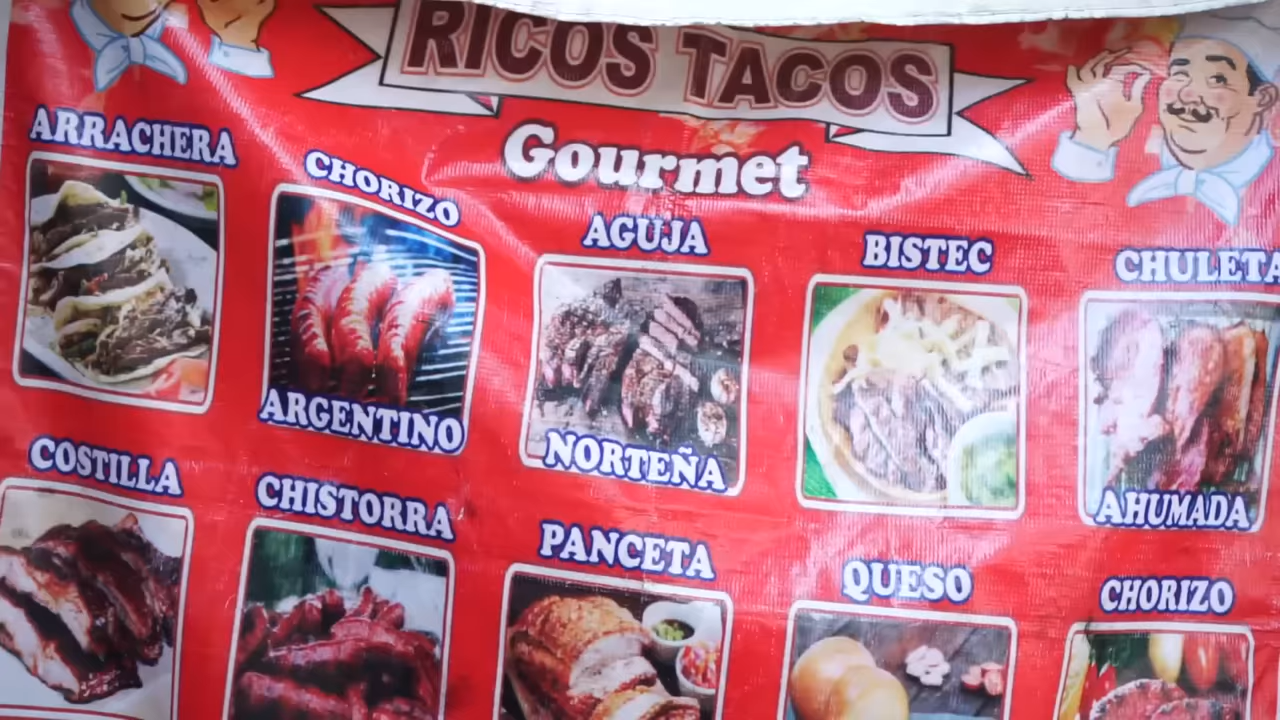 RICOS TACOS
Gourmet
ARRACHERA
CHORIZO
ARGENTINO
AGUJA
NORTEÑA
BISTEC
CHULETA
AHUMADA
COSTILLA
CHISTORRA
PANCETA
QUESO
CHORIZO